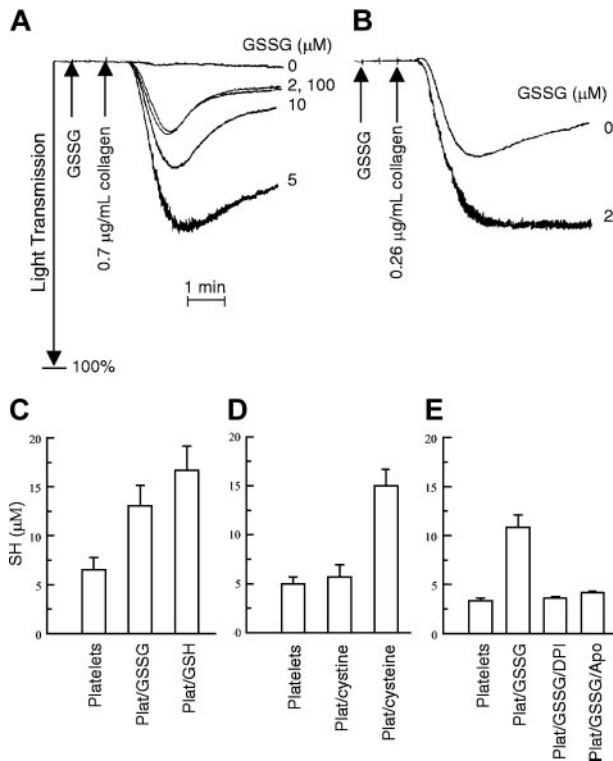 A
GSSG (µM)
0
2, 100
10
5
GSSG
0.7 µg/mL collagen
Light Transmission
100%
1 min
B
GSSG (µM)
0
2
GSSG
0.26 µg/mL collagen
C
SH (µM)
20
15
10
5
0
Platelets
Plat/GSSG
Plat/GSH
D
20
15
10
5
0
Platelets
Plat/cystine
Plat/cysteine
E
20
15
10
5
0
Platelets
Plat/GSSG
Plat/GSSG/DPI
Plat/GSSG/Apo